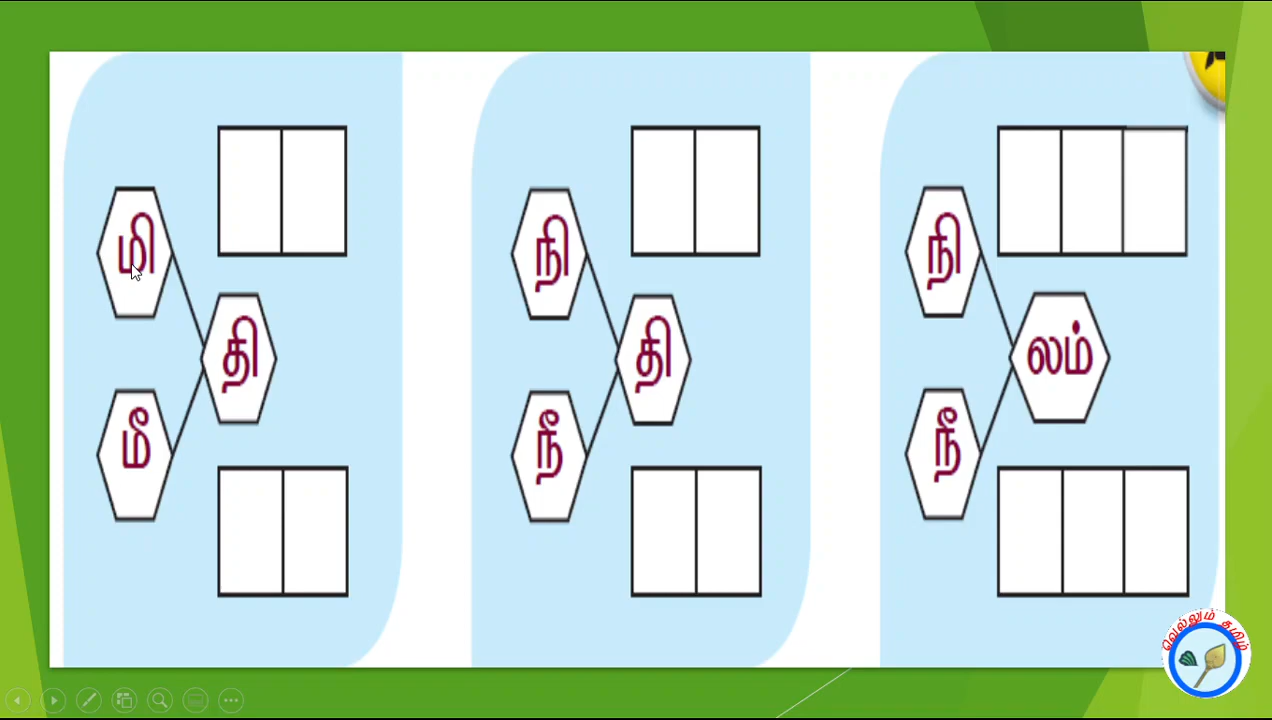 மி
தி
மீ
நி
தி
நீ
நி
லம்
நீ
வெல்லும் தமிழ்